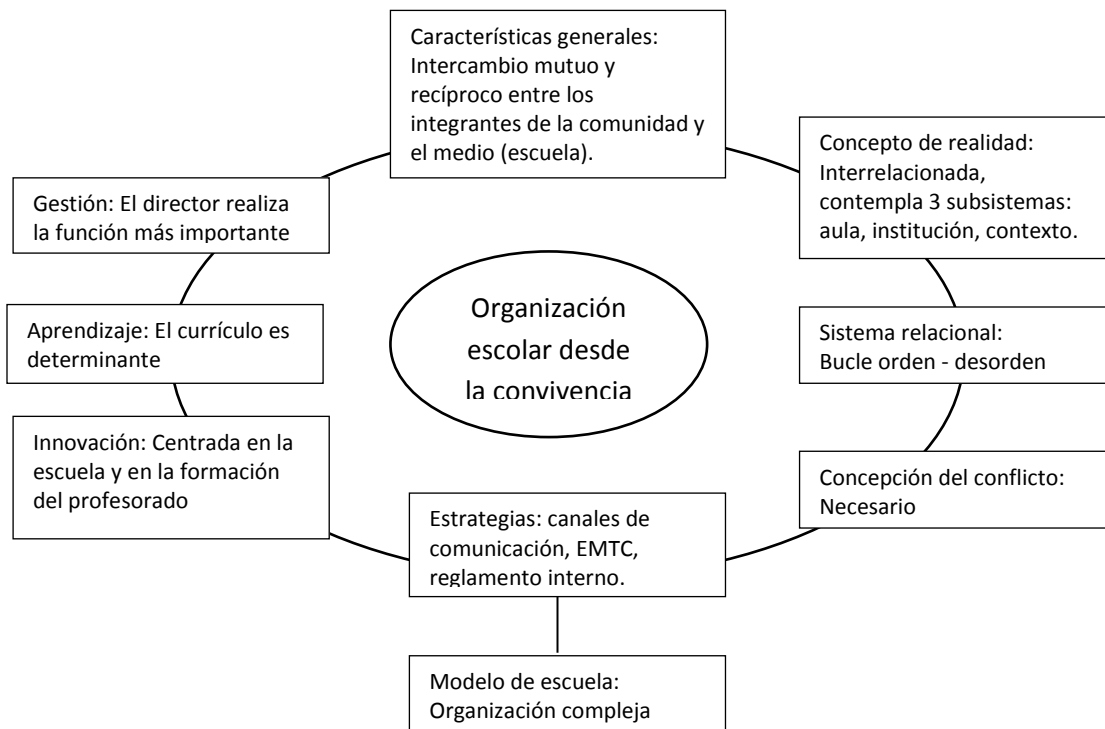 Características generales:
Intercambio mutuo y
recíproco entre los
integrantes de la comunidad y
el medio (escuela).
Concepto de realidad:
Interrelacionada,
contempla 3 subsistemas:
aula, institución, contexto.
Gestión: El director realiza
la función más importante
Organización
escolar desde
la convivencia
Aprendizaje: El currículo es
determinante
Sistema relacional:
Bucle orden - desorden
Innovación: Centrada en la
escuela y en la formación
del profesorado
Concepción del conflicto:
Necesario
Estrategias: canales de
comunicación, EMTC,
reglamento interno.
Modelo de escuela:
Organización compleja